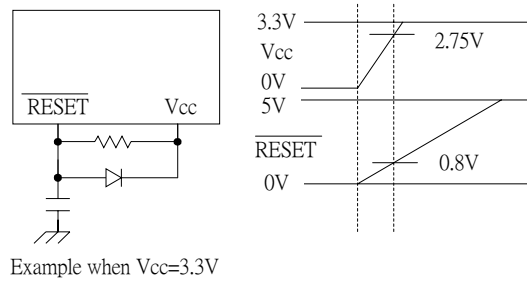 RESET Vcc
Example when Vcc=3.3V
3.3V
Vcc
2.75V
0V
5V
RESET
0.8V
0V